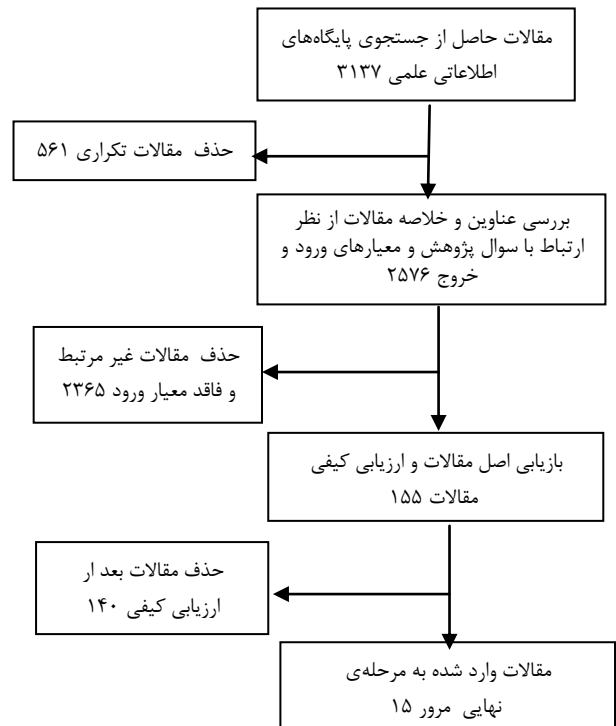 مقالات حاصل از جستجوی پایگاه‌های
اطلاعاتی علمی ۳۱۳۷
حذف مقالات تکراری ۵۶۱
بررسی عناوین و خلاصه مقالات از نظر
ارتباط با سوال پژوهش و معیارهای ورود و
خروج ۲۵۷۶
حذف مقالات غیر مرتبط
و فاقد معیار ورود ۲۳۶۵
بازیابی اصل مقالات و ارزیابی کیفی
مقالات ۱۵۵
حذف مقالات بعد ار
ارزیابی کیفی ۱۴۰
مقالات وارد شده به مرحله‌ی
نهایی مرور ۱۵